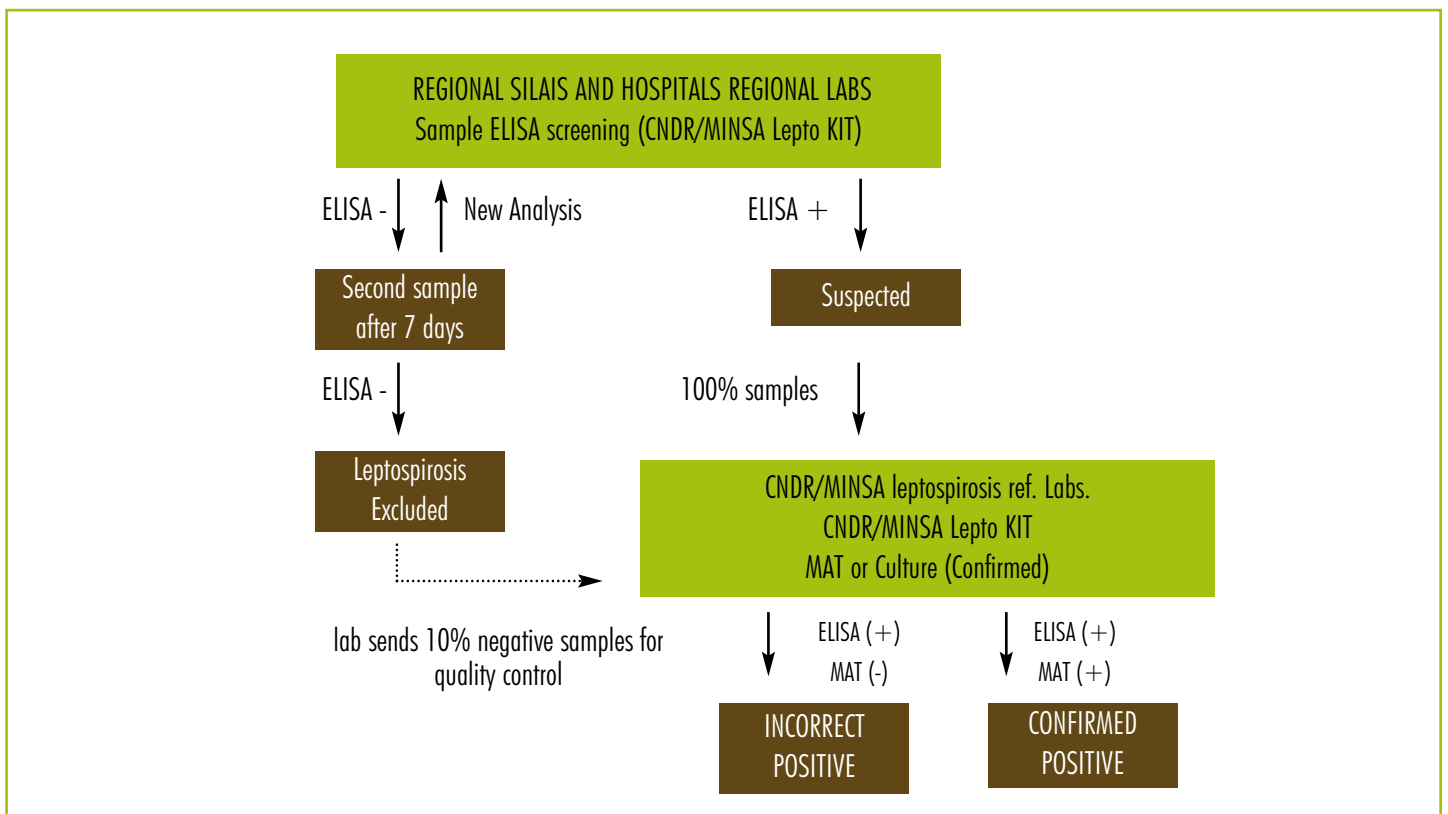 REGIONAL SILAIS AND HOSPITALS REGIONAL LABS
Sample ELISA screening (CNDR/MINSA Lepto KIT)
ELISA -
New Analysis
ELISA +
Second sample
after 7 days
Suspected
ELISA -
100% samples
Leptospirosis
Excluded
CNDR/MINSA leptospirosis ref. Labs.
CNDR/MINSA Lepto KIT
MAT or Culture (Confirmed)
lab sends 10% negative samples for
quality control
ELISA (+)
MAT (-)
ELISA (+)
MAT (+)
INCORRECT
POSITIVE
CONFIRMED
POSITIVE